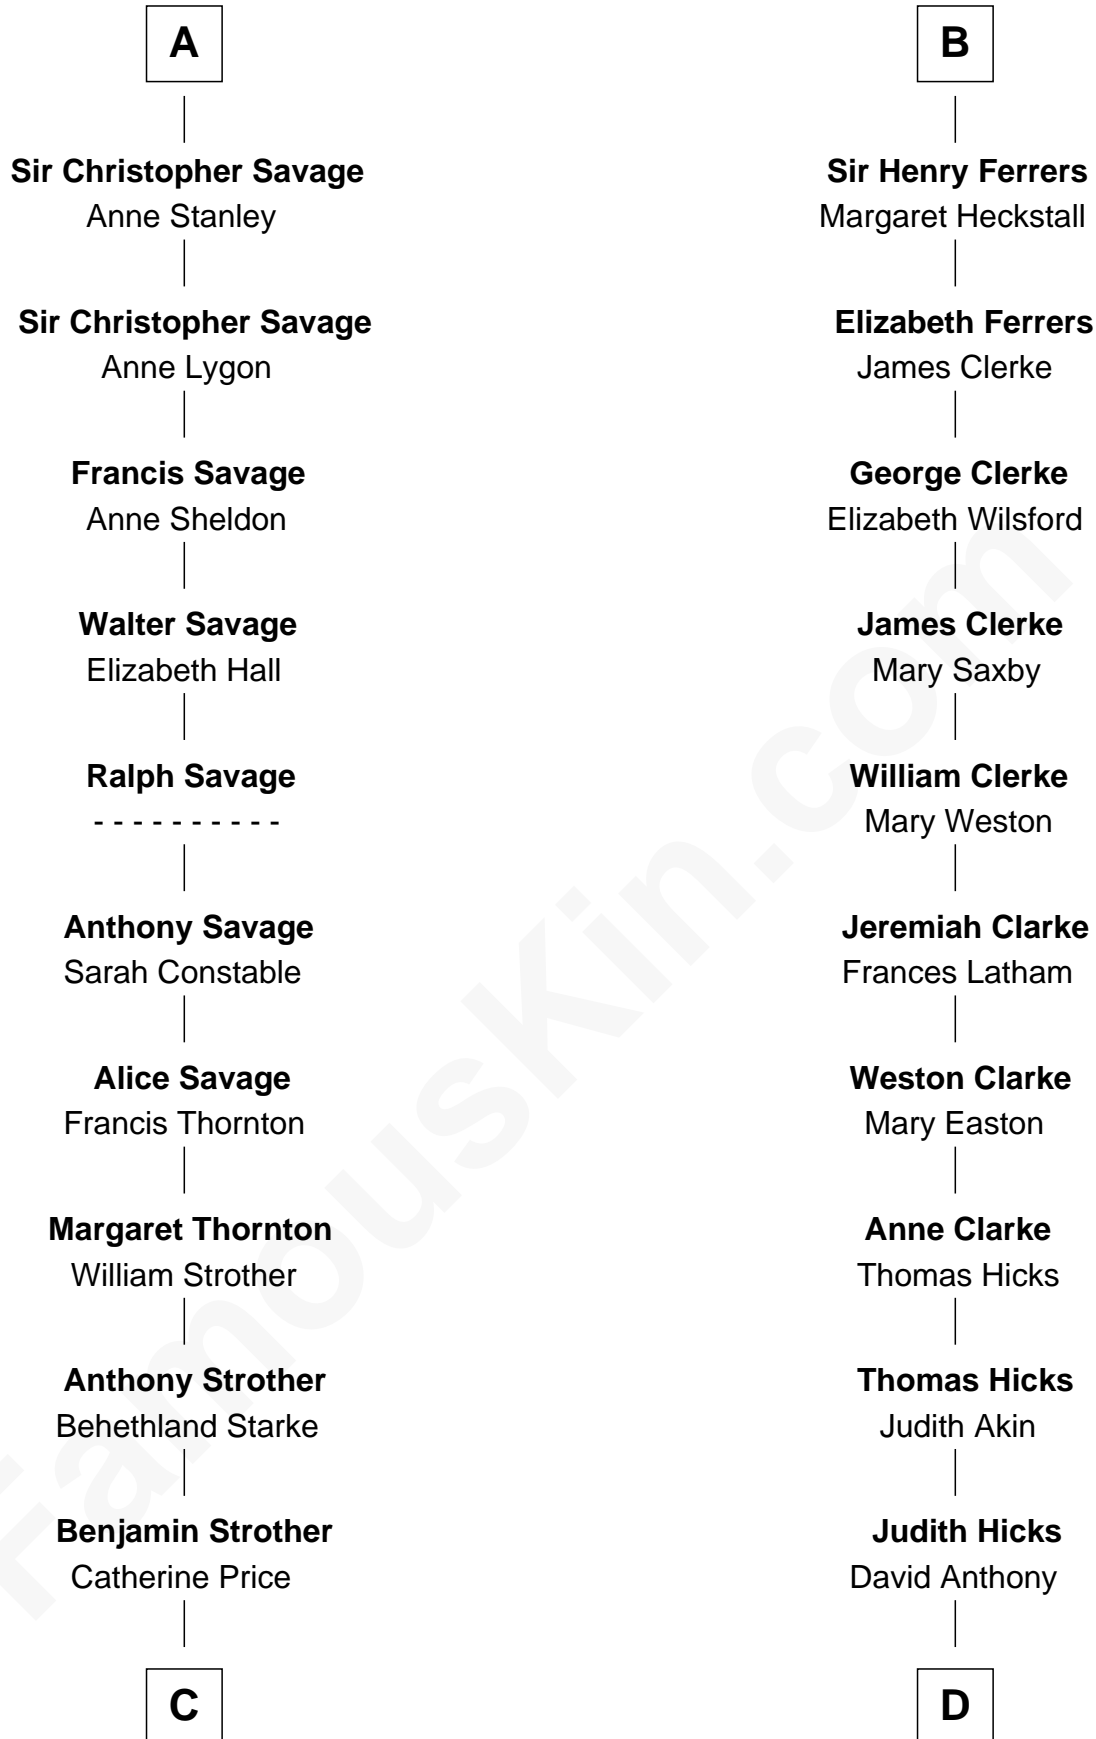 A
Sir Christopher Savage
Anne Stanley
Sir Christopher Savage
Anne Lygon
Francis Savage
Anne Sheldon
Walter Savage
Elizabeth Hall
Ralph Savage
- - - - - - - - - -
Anthony Savage
Sarah Constable
Alice Savage
Francis Thornton
Margaret Thornton
William Strother
Anthony Strother
Behethland Starke
Benjamin Strother
Catherine Price
C
B
Sir Henry Ferrers
Margaret Heckstall
Elizabeth Ferrers
James Clerke
George Clerke
Elizabeth Wilsford
James Clerke
Mary Saxby
William Clerke
Mary Weston
Jeremiah Clarke
Frances Latham
Weston Clarke
Mary Easton
Anne Clarke
Thomas Hicks
Thomas Hicks
Judith Akin
Judith Hicks
David Anthony
D
FamousKin.com